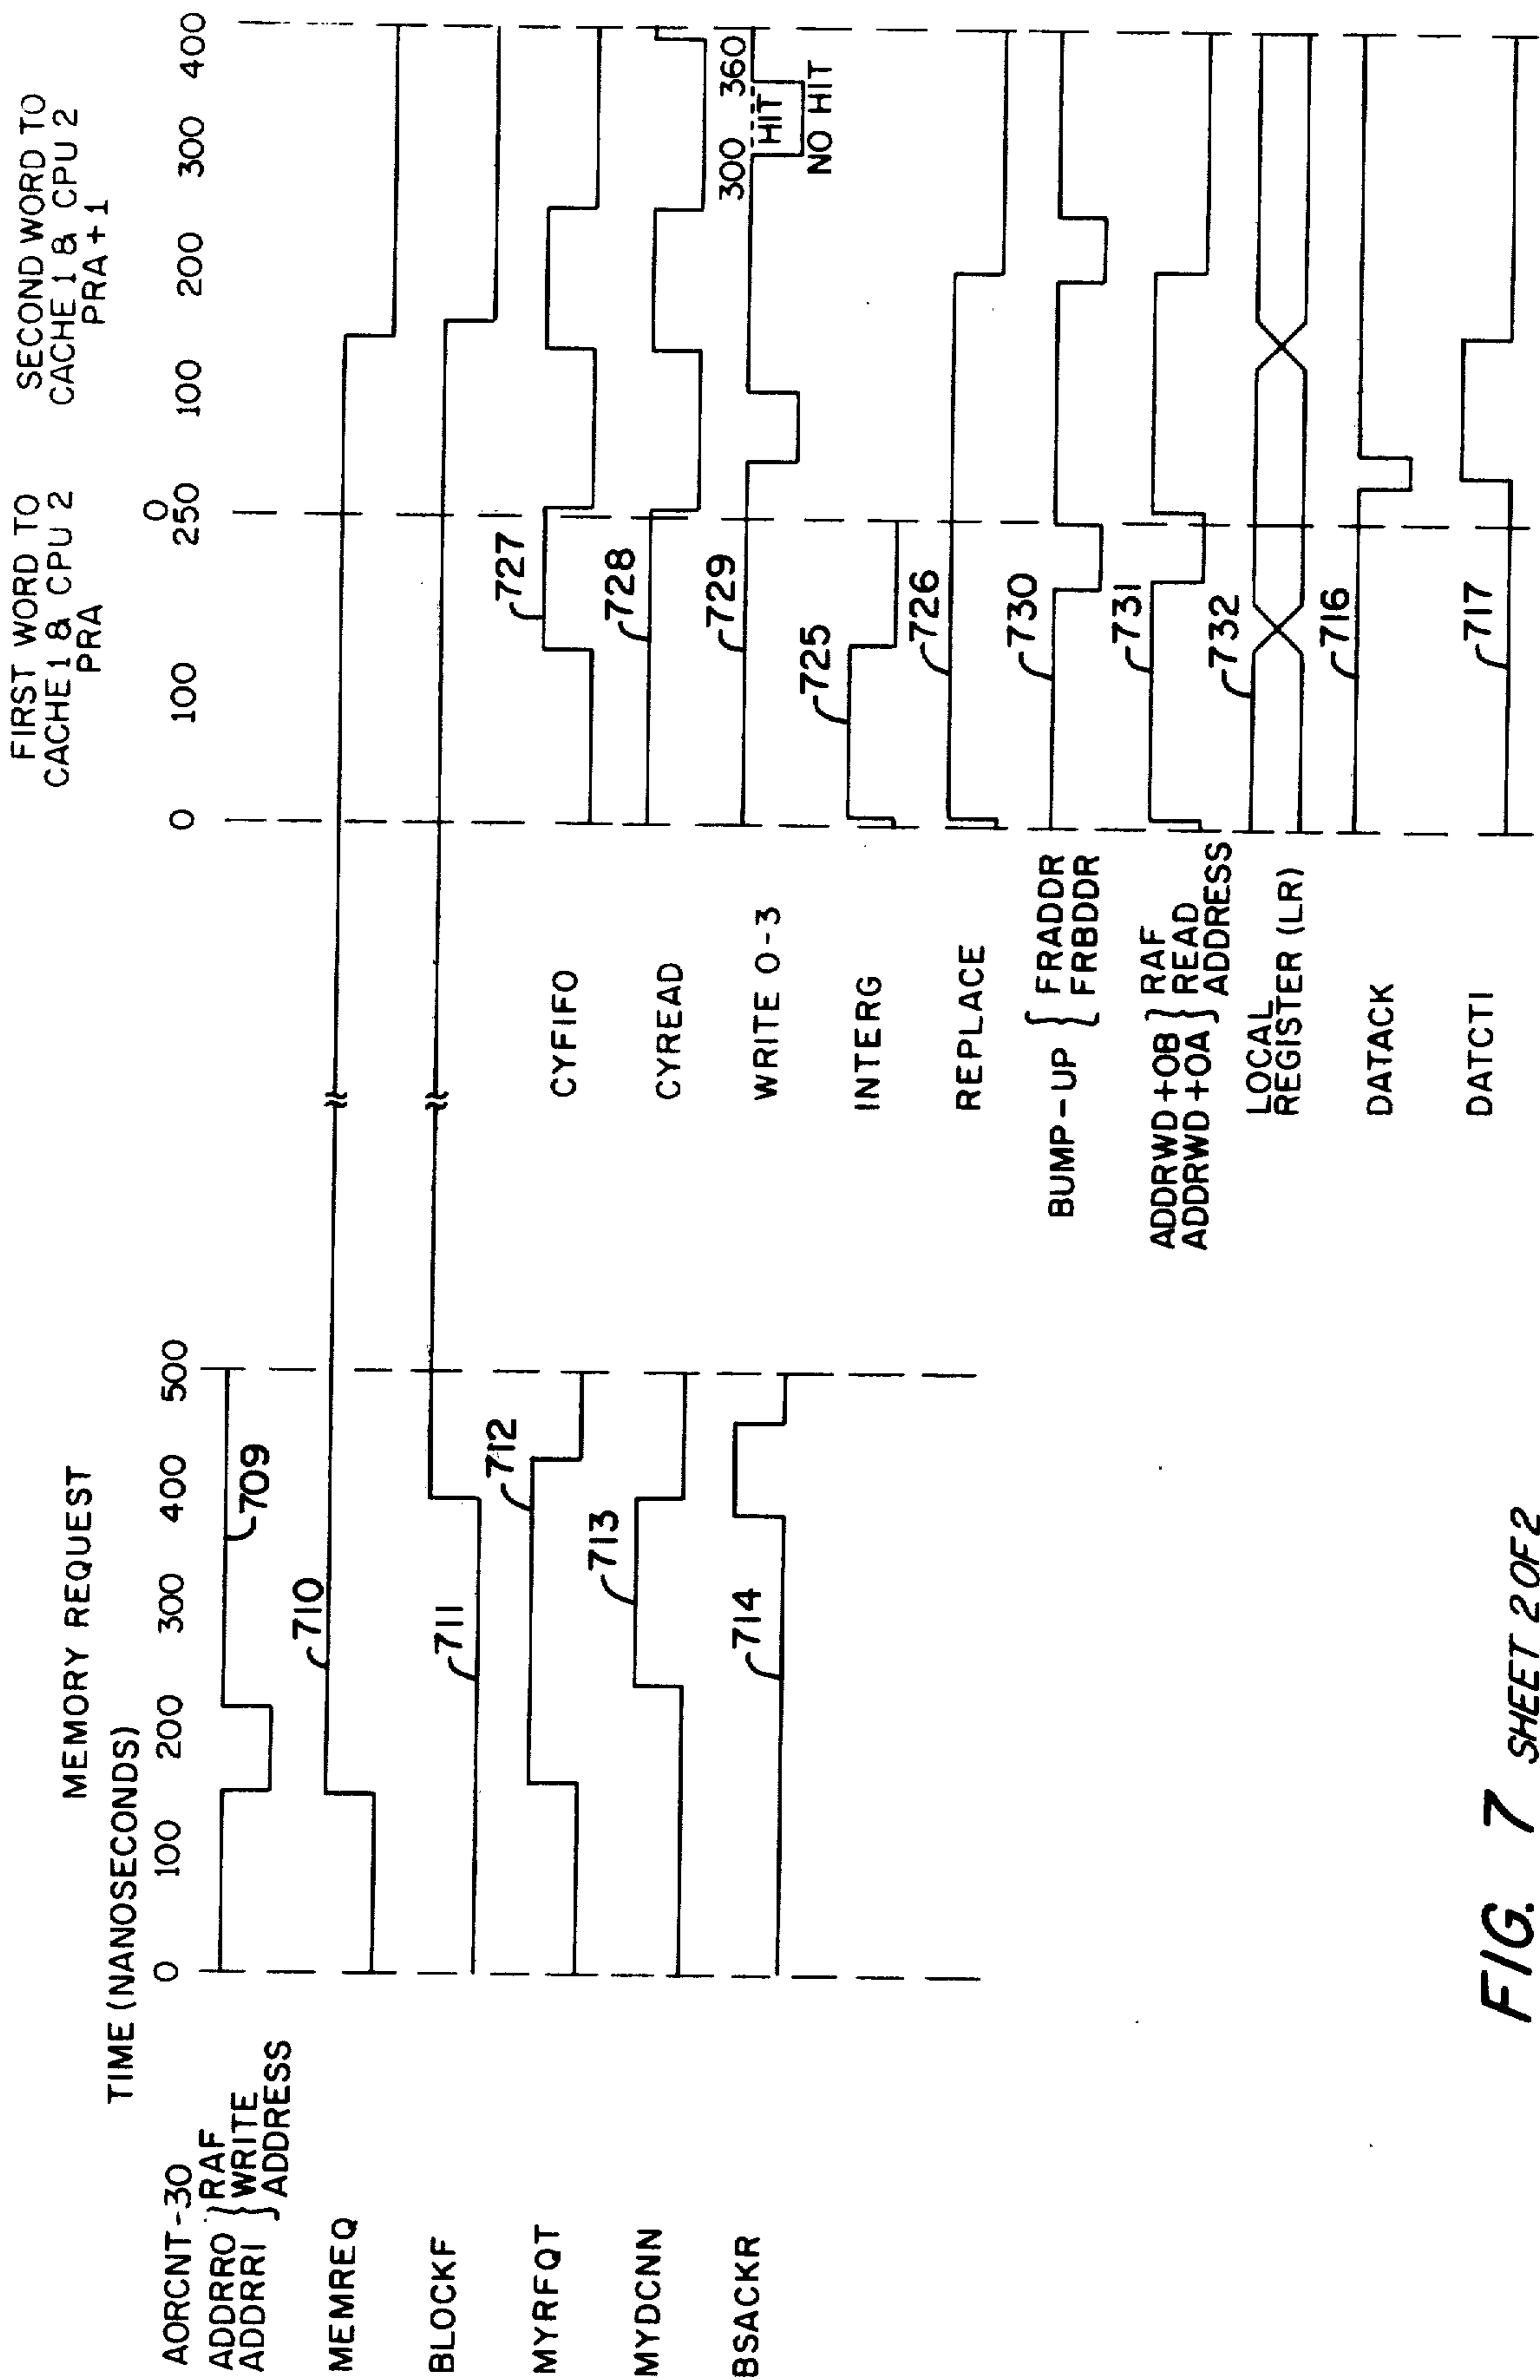 MEMORY REQUEST
TIME (NANOSECONDS)
0 100 200 300 400 500
AORCNT-30
ADDRRO } RAF
ADDRRI } WRITE
ADDRESS
709
MEMREQ
710
BLOCKF
711
MYRFQT
712
MYDCNN
713
BSACKR
714
FIRST WORD TO
CACHE 1 & CPU 2
PRA
SECOND WORD TO
CACHE 1 & CPU 2
PRA + 1
0 100 250
0 100 200 300 400
CYFIFO
727
CYREAD
728
WRITE 0-3
729
300 360
HIT
NO HIT
INTERG
725
REPLACE
726
BUMP-UP { FRADDR
FRBDDR
730
ADDRWD+OB } RAF
ADDRWD+OA } READ
ADDRESS
731
LOCAL
REGISTER (LR)
732
DATACK
716
DATCTI
717
FIG. 7 SHEET 2 OF 2